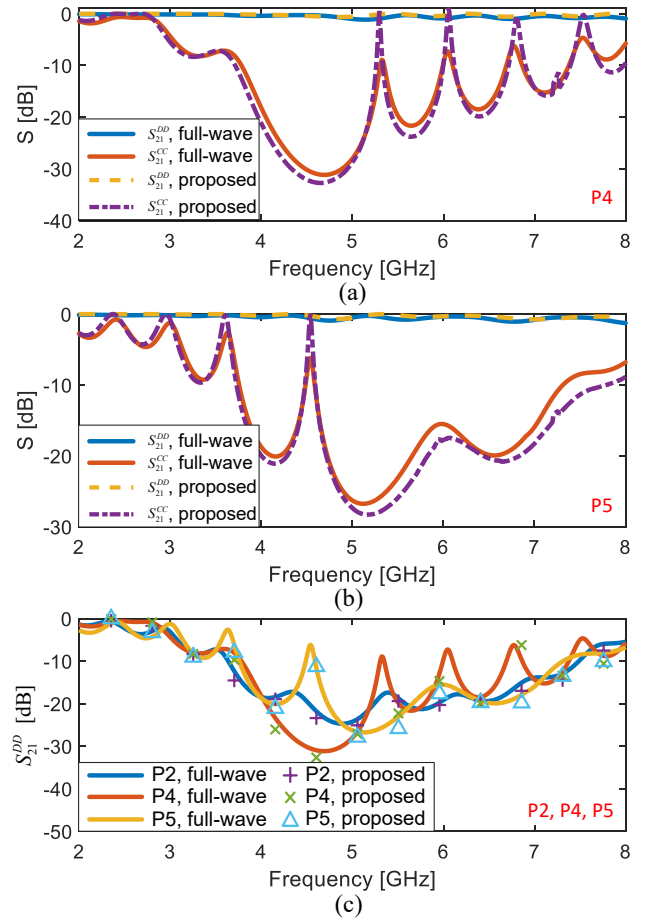 0
-10
-20
-30
-40
S [dB]
S₂₁ᴰᴰ, full-wave
S₂₁ᶜᶜ, full-wave
S₂₁ᴰᴰ, proposed
S₂₁ᶜᶜ, proposed
P4
2 3 4 5 6 7 8
Frequency [GHz]
(a)
0
-10
-20
-30
S [dB]
S₂₁ᴰᴰ, full-wave
S₂₁ᶜᶜ, full-wave
S₂₁ᴰᴰ, proposed
S₂₁ᶜᶜ, proposed
P5
2 3 4 5 6 7 8
Frequency [GHz]
(b)
0
-10
-20
-30
-40
-50
S₂₁ᴰᴰ [dB]
P2, full-wave + P2, proposed
P4, full-wave × P4, proposed
P5, full-wave △ P5, proposed
P2, P4, P5
2 3 4 5 6 7 8
Frequency [GHz]
(c)